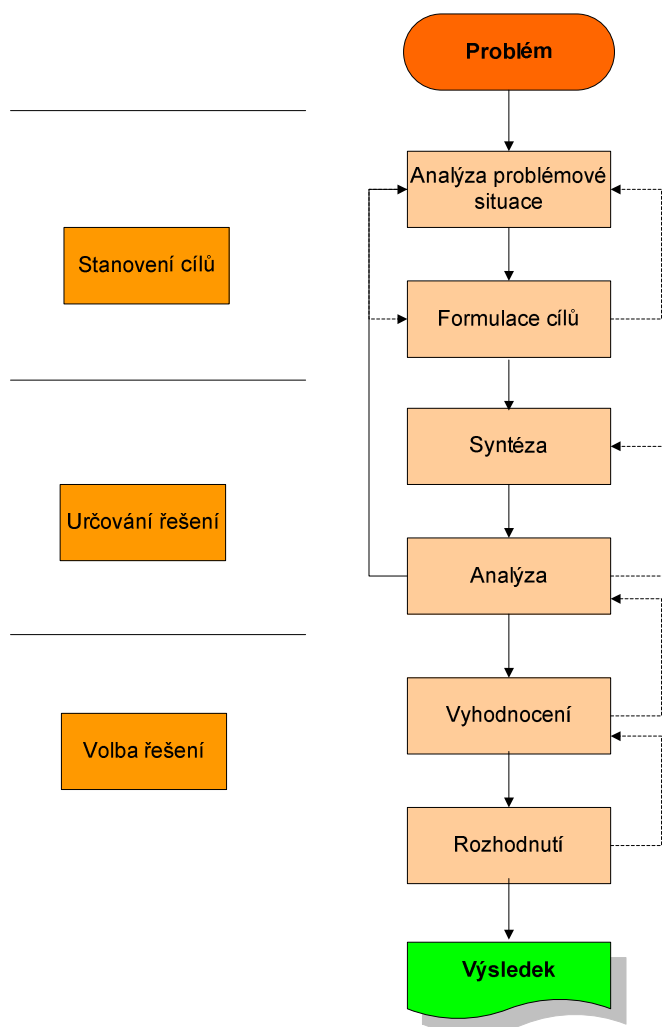 Problém
Analýza problémové
situace
Stanovení cílů
Formulace cílů
Syntéza
Určování řešení
Analýza
Vyhodnocení
Volba řešení
Rozhodnutí
Výsledek